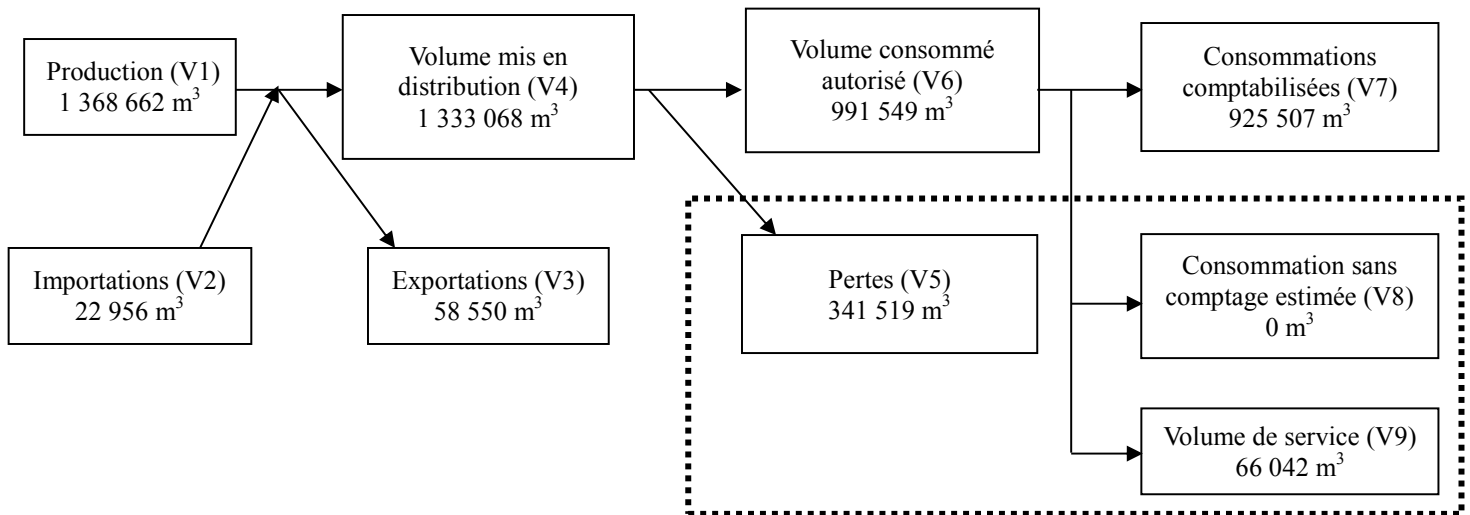 Production (V1)
1 368 662 m³
Volume mis en
distribution (V4)
1 333 068 m³
Volume consommé
autorisé (V6)
991 549 m³
Consommations
comptabilisées (V7)
925 507 m³
Importations (V2)
22 956 m³
Exportations (V3)
58 550 m³
Pertes (V5)
341 519 m³
Consommation sans
comptage estimée (V8)
0 m³
Volume de service (V9)
66 042 m³